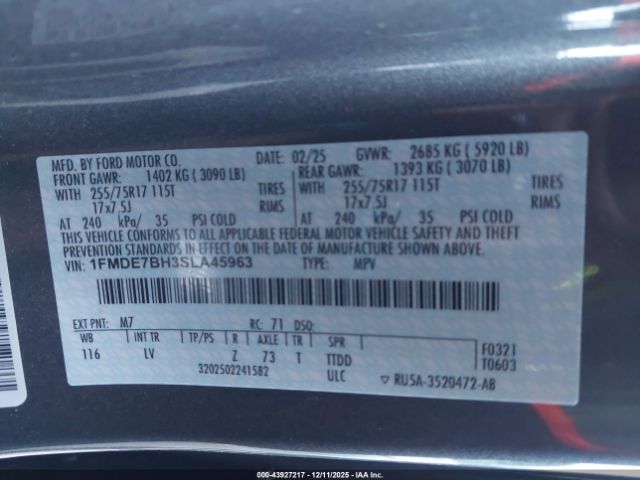 MFD. BY FORD MOTOR CO. DATE: 02/25 GVWR: 2685 KG ( 5920 LB)
FRONT GAWR: 1402 KG ( 3090 LB) REAR GAWR: 1393 KG ( 3070 LB)
WITH 255/75R17 115T TIRES WITH 255/75R17 115T TIRES
17x7.5J RIMS 17x7.5J RIMS
AT 240 kPa/ 35 PSI COLD AT 240 kPa/ 35 PSI COLD
THIS VEHICLE CONFORMS TO ALL APPLICABLE FEDERAL MOTOR VEHICLE SAFETY AND THEFT
PREVENTION STANDARDS IN EFFECT ON THE DATE OF MANUFACTURE SHOWN ABOVE.
VIN: 1FMDE7BH3SLA45963 TYPE: MPV
EXT PNT: M7 RC: 71 DSO:
WB INT TR TP/PS R AXLE TR SPR F0321
116 LV Z 73 T TTDD T0603
3202502241582 ULC ▽ RU5A-3520472-AB
000-43927217 - 12/11/2025 - IAAI.com